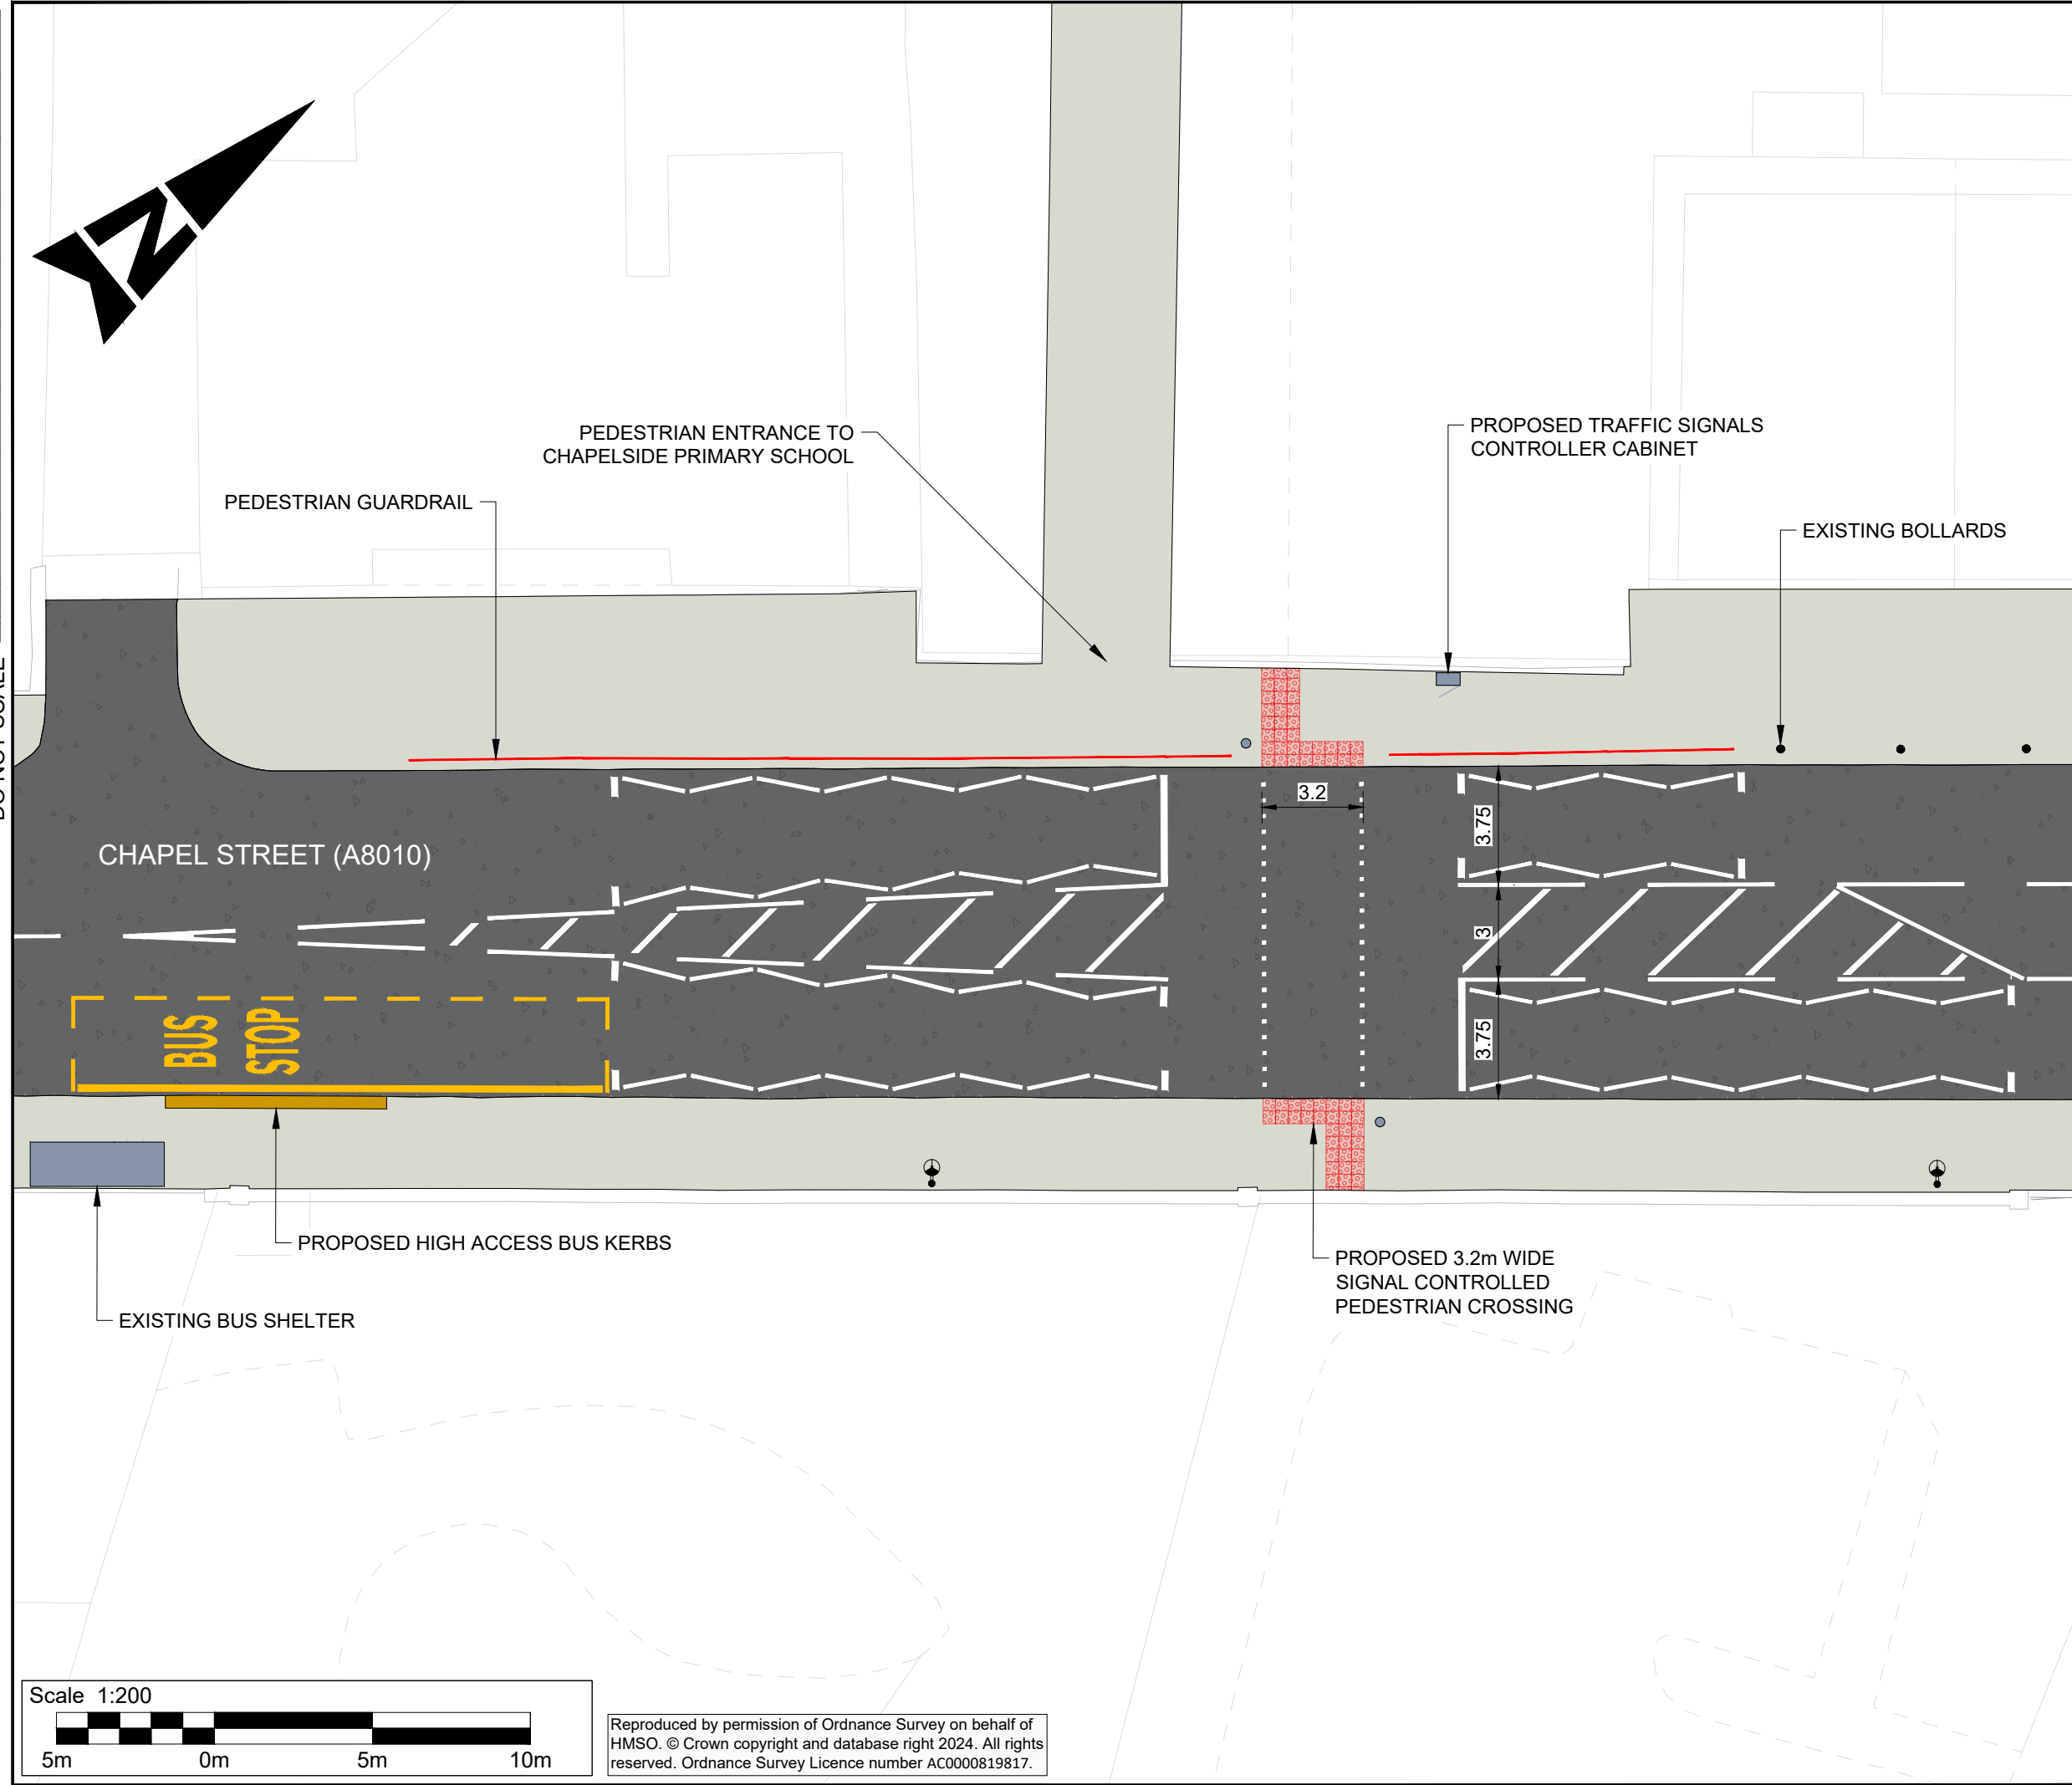 N
PEDESTRIAN ENTRANCE TO
CHAPELSIDE PRIMARY SCHOOL
PROPOSED TRAFFIC SIGNALS
CONTROLLER CABINET
PEDESTRIAN GUARDRAIL
EXISTING BOLLARDS
3.2
3.75
CHAPEL STREET (A8010)
3
BUS
STOP
3.75
PROPOSED HIGH ACCESS BUS KERBS
PROPOSED 3.2m WIDE
SIGNAL CONTROLLED
PEDESTRIAN CROSSING
EXISTING BUS SHELTER
Scale 1:200
5m 0m 5m 10m
Reproduced by permission of Ordnance Survey on behalf of
HMSO. © Crown copyright and database right 2024. All rights
reserved. Ordnance Survey Licence number AC0000819817.